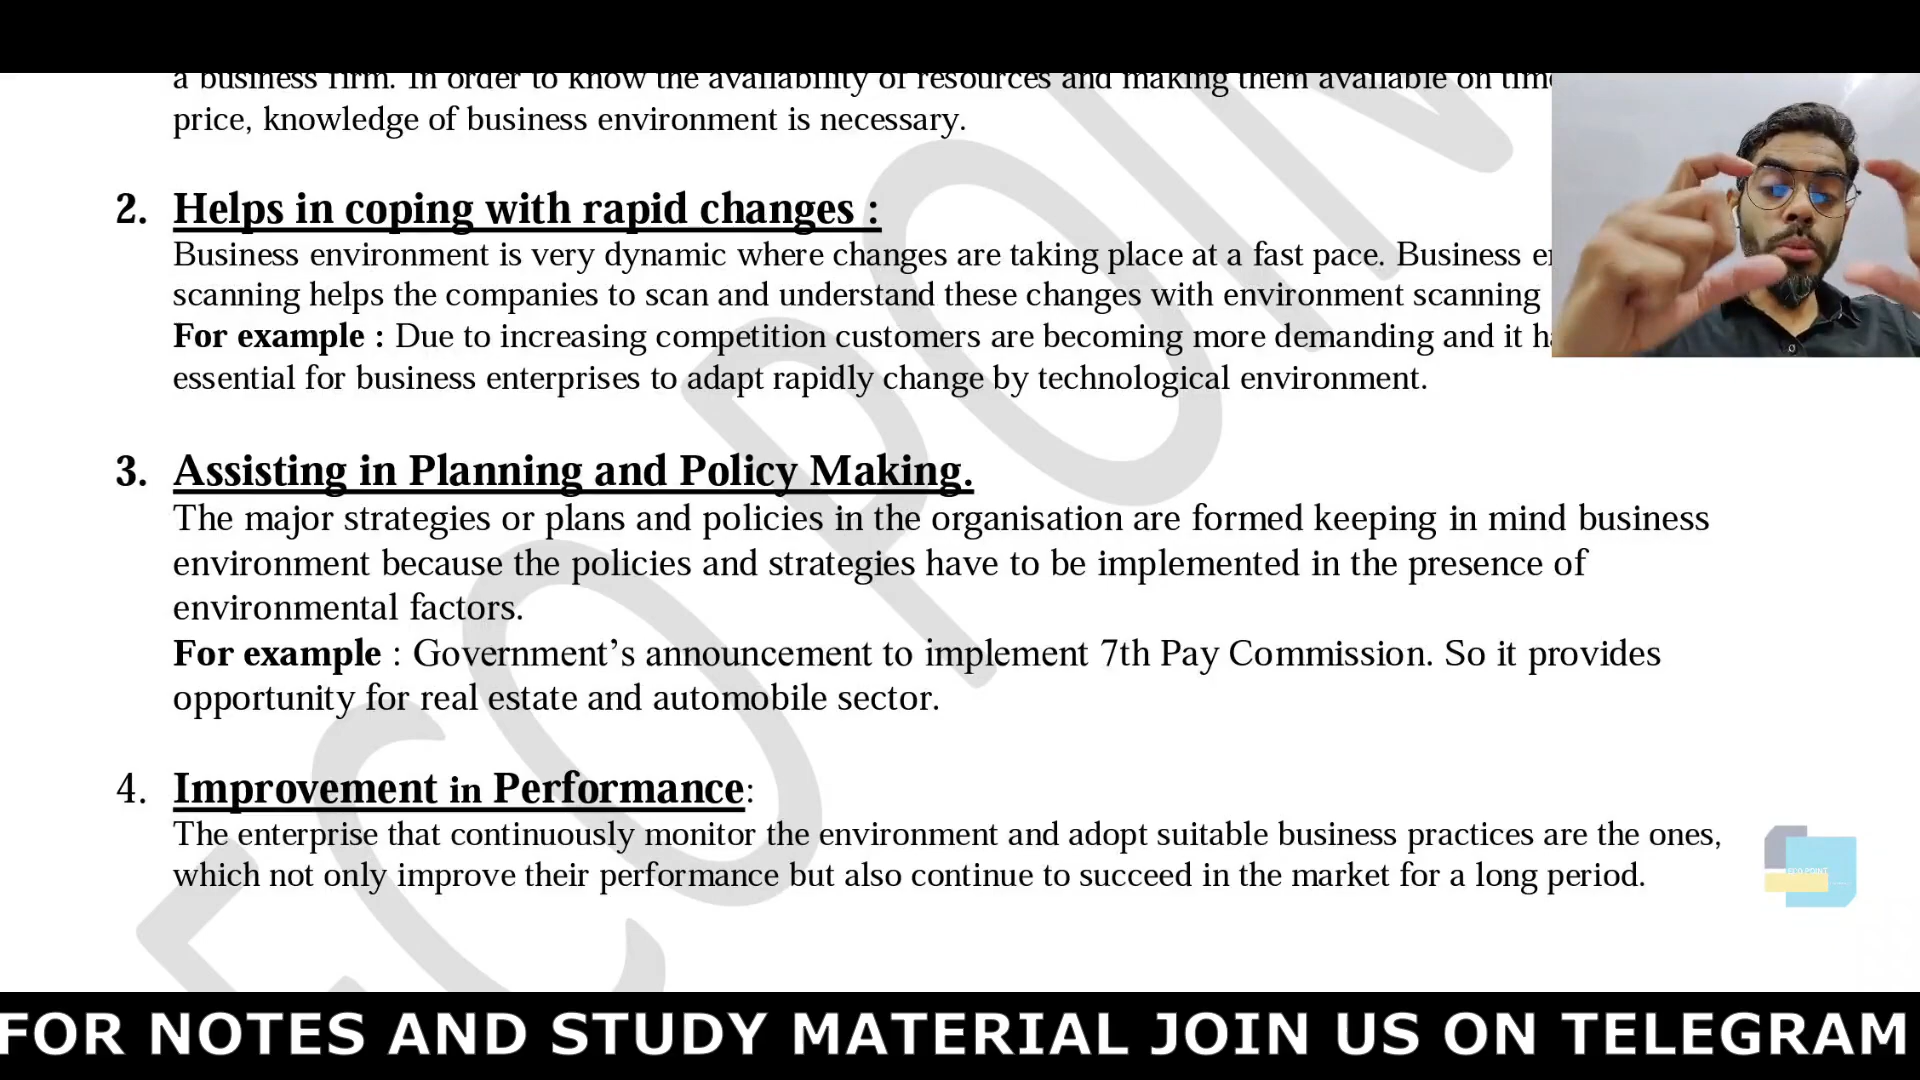 a business firm. In order to know the availability of resources and making them available on time
price, knowledge of business environment is necessary.
2. Helps in coping with rapid changes :
Business environment is very dynamic where changes are taking place at a fast pace. Business
scanning helps the companies to scan and understand these changes with environment scanning
For example : Due to increasing competition customers are becoming more demanding and it
essential for business enterprises to adapt rapidly change by technological environment.
3. Assisting in Planning and Policy Making.
The major strategies or plans and policies in the organisation are formed keeping in mind business
environment because the policies and strategies have to be implemented in the presence of
environmental factors.
For example : Government’s announcement to implement 7th Pay Commission. So it provides
opportunity for real estate and automobile sector.
4. Improvement in Performance:
The enterprise that continuously monitor the environment and adopt suitable business practices are the ones,
which not only improve their performance but also continue to succeed in the market for a long period.
ECO POINT
ECO POINT
FOR NOTES AND STUDY MATERIAL JOIN US ON TELEGRAM